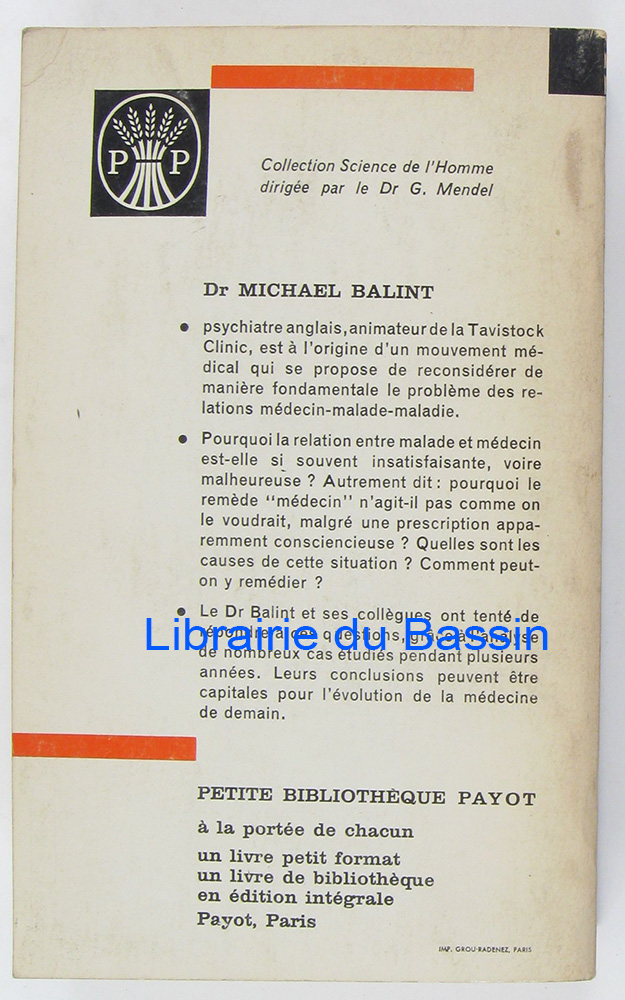 P P
Collection Science de l'Homme
dirigée par le Dr G. Mendel
Dr MICHAEL BALINT
• psychiatre anglais, animateur de la Tavistock
Clinic, est à l'origine d'un mouvement mé-
dical qui se propose de reconsidérer de
manière fondamentale le problème des re-
lations médecin-malade-maladie.
• Pourquoi la relation entre malade et médecin
est-elle si souvent insatisfaisante, voire
malheureuse ? Autrement dit : pourquoi le
remède "médecin" n'agit-il pas comme on
le voudrait, malgré une prescription appa-
remment consciencieuse ? Quelles sont les
causes de cette situation ? Comment peut-
on y remédier ?
• Le Dr Balint et ses collègues ont tenté de
répondre à ces questions, grâce à l'analyse
Librairie du Bassin
de nombreux cas étudiés pendant plusieurs
années. Leurs conclusions peuvent être
capitales pour l'évolution de la médecine
de demain.
PETITE BIBLIOTHÈQUE PAYOT
à la portée de chacun
un livre petit format
un livre de bibliothèque
en édition intégrale
Payot, Paris
IMP. GROU-RADENEZ, PARIS